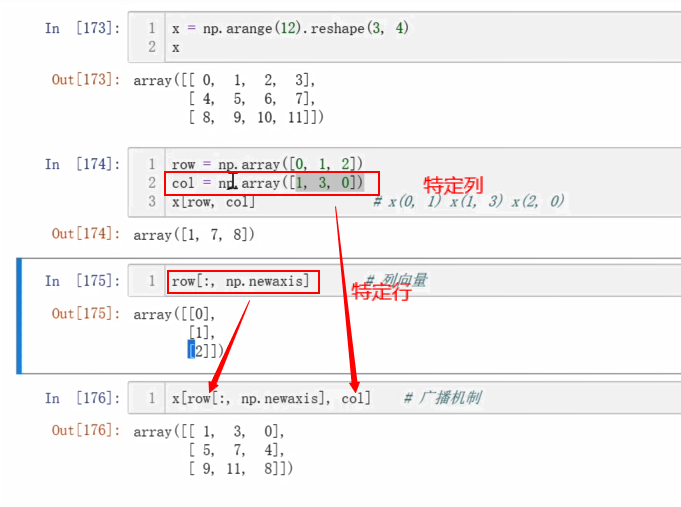 In [173]: 1 x = np.arange(12).reshape(3, 4)
2 x
Out[173]: array([[ 0, 1, 2, 3],
[ 4, 5, 6, 7],
[ 8, 9, 10, 11]])
In [174]: 1 row = np.array([0, 1, 2])
2 col = np.array([1, 3, 0]) 特定列
3 x[row, col] # x(0, 1) x(1, 3) x(2, 0)
Out[174]: array([1, 7, 8])
In [175]: 1 row[:, np.newaxis] # 列向量
特定行
Out[175]: array([[0],
[1],
[2]])
In [176]: 1 x[row[:, np.newaxis], col] # 广播机制
Out[176]: array([[ 1, 3, 0],
[ 5, 7, 4],
[ 9, 11, 8]])